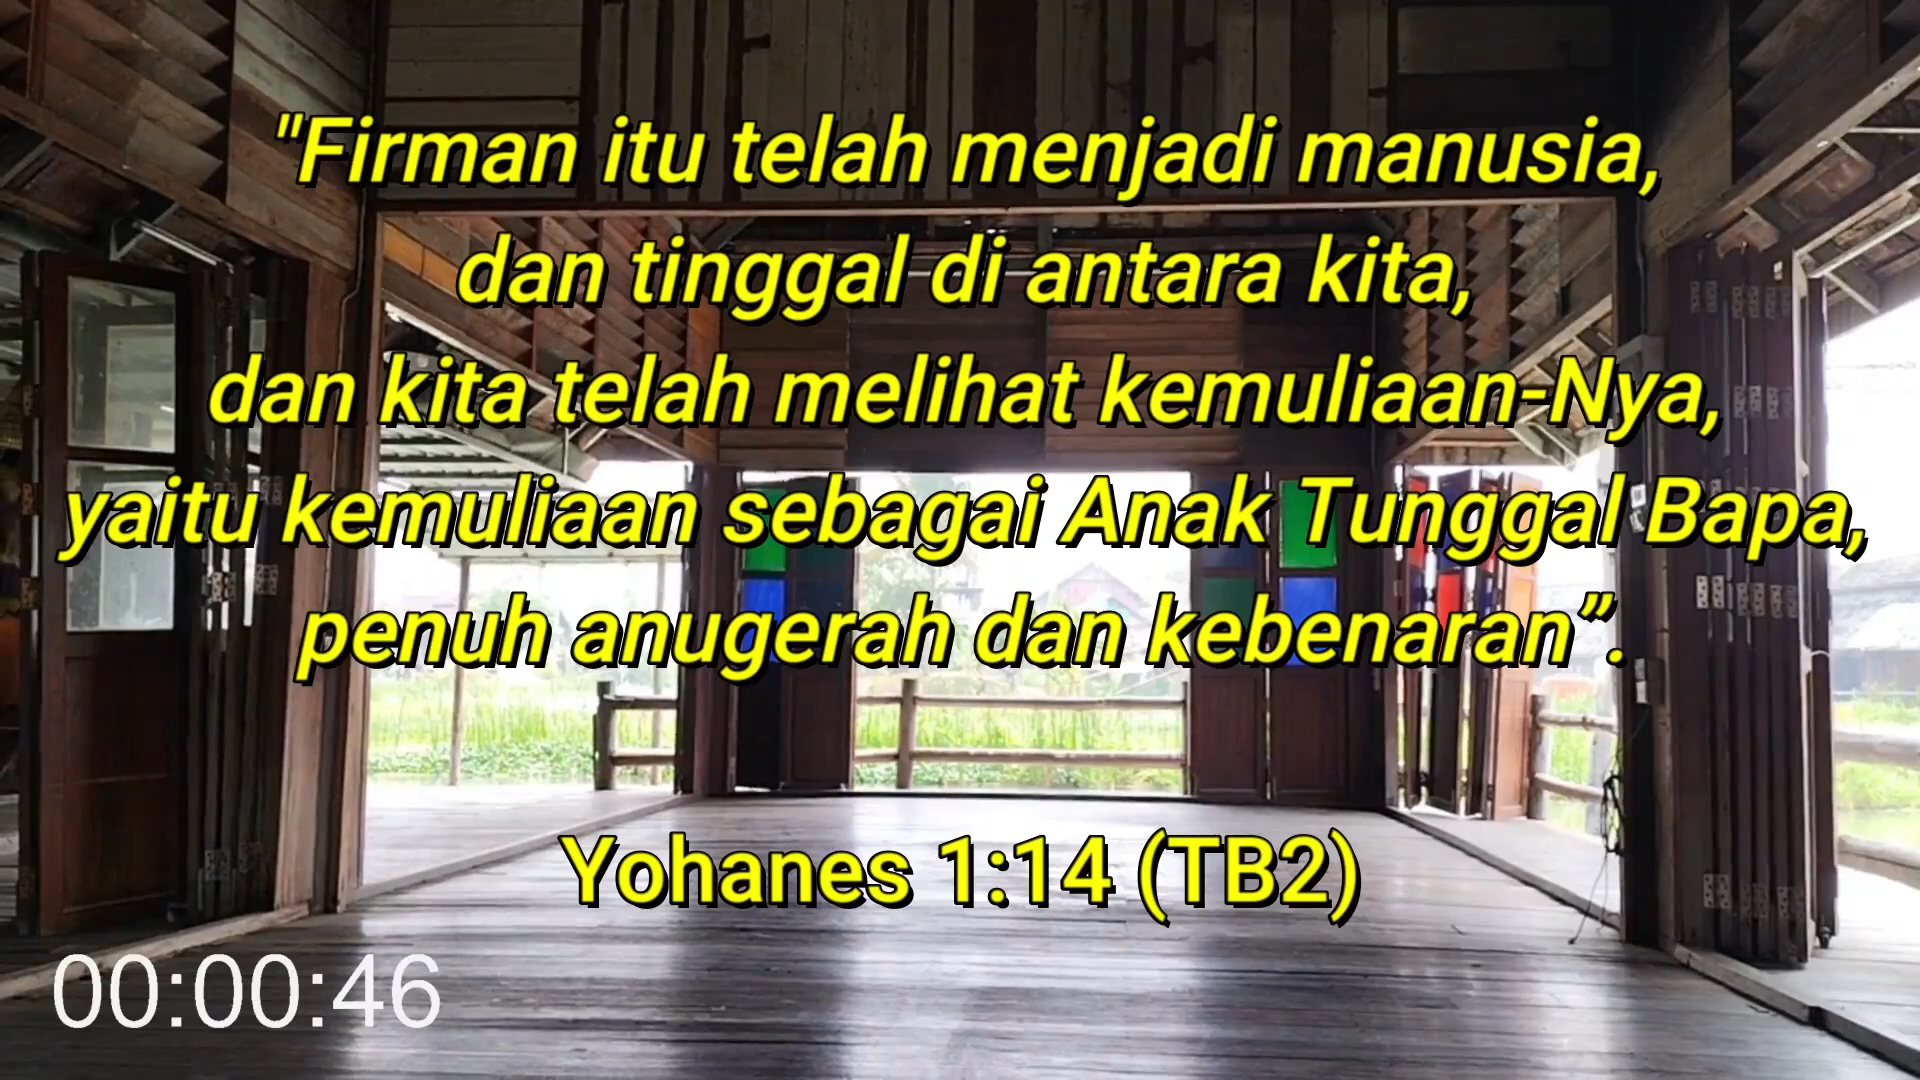 "Firman itu telah menjadi manusia,
dan tinggal di antara kita,
dan kita telah melihat kemuliaan-Nya,
yaitu kemuliaan sebagai Anak Tunggal Bapa,
penuh anugerah dan kebenaran”.
Yohanes 1:14 (TB2)
00:00:46